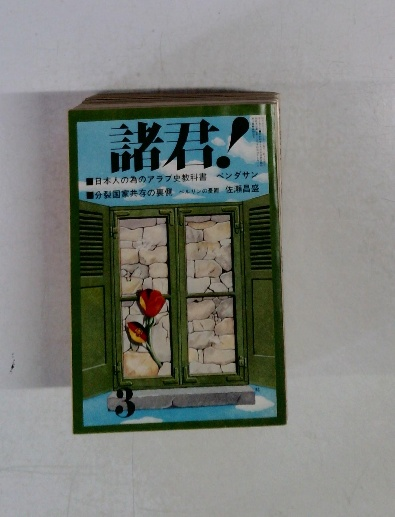 諸君!
■日本人の為のアラブ史教科書 ベンダサン
■分裂国家共存の裏側 ベルリンの憂鬱 佐瀬昌盛
3